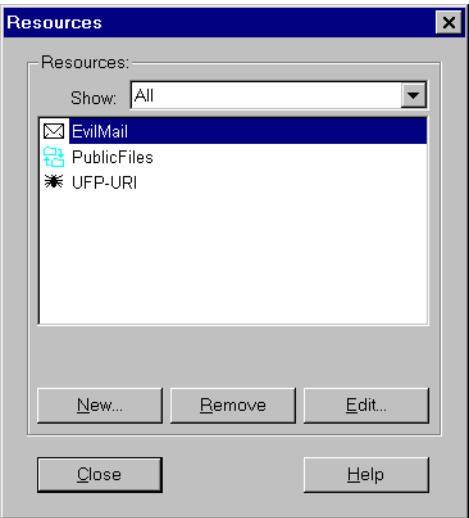 Resources
Resources:
Show: All
EvilMail
PublicFiles
UFP-URI
New... Remove Edit...
Close Help